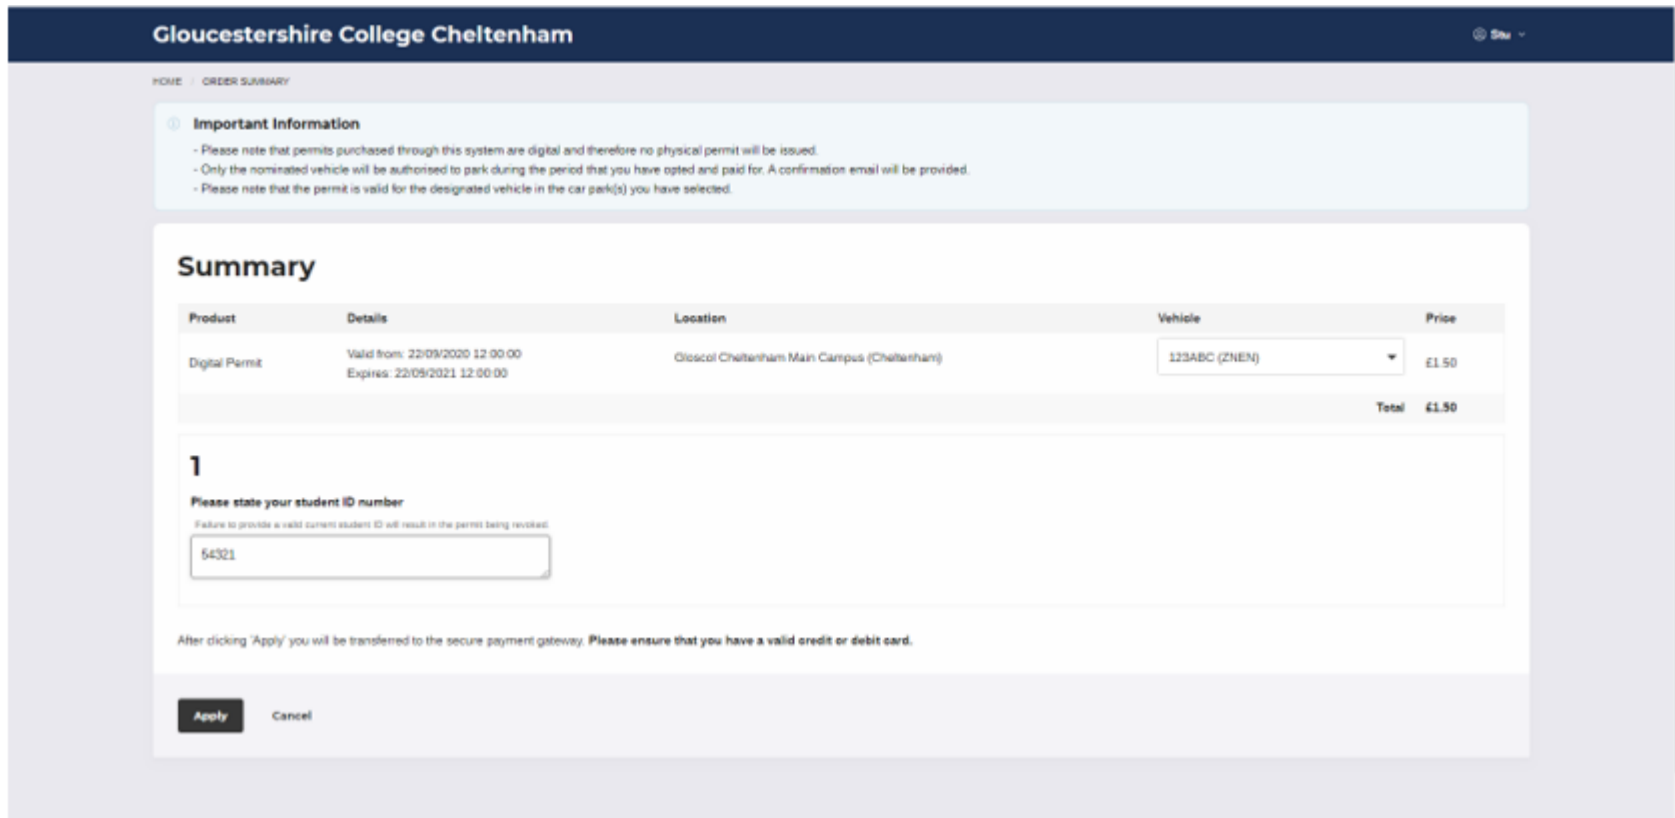 Gloucestershire College Cheltenham
Stu
HOME / ORDER SUMMARY
Important Information
- Please note that permits purchased through this system are digital and therefore no physical permit will be issued.
- Only the nominated vehicle will be authorised to park during the period that you have opted and paid for. A confirmation email will be provided.
- Please note that the permit is valid for the designated vehicle in the car park(s) you have selected.
Summary
Product Details Location Vehicle Price
Digital Permit
Valid from: 22/09/2020 12:00:00
Expires: 22/09/2021 12:00:00
Gloscol Cheltenham Main Campus (Cheltenham)
123ABC (ZNEN)
£1.50
Total £1.50
1
Please state your student ID number
Failure to provide a valid current student ID will result in the permit being revoked.
54321
After clicking 'Apply' you will be transferred to the secure payment gateway. Please ensure that you have a valid credit or debit card.
Apply Cancel